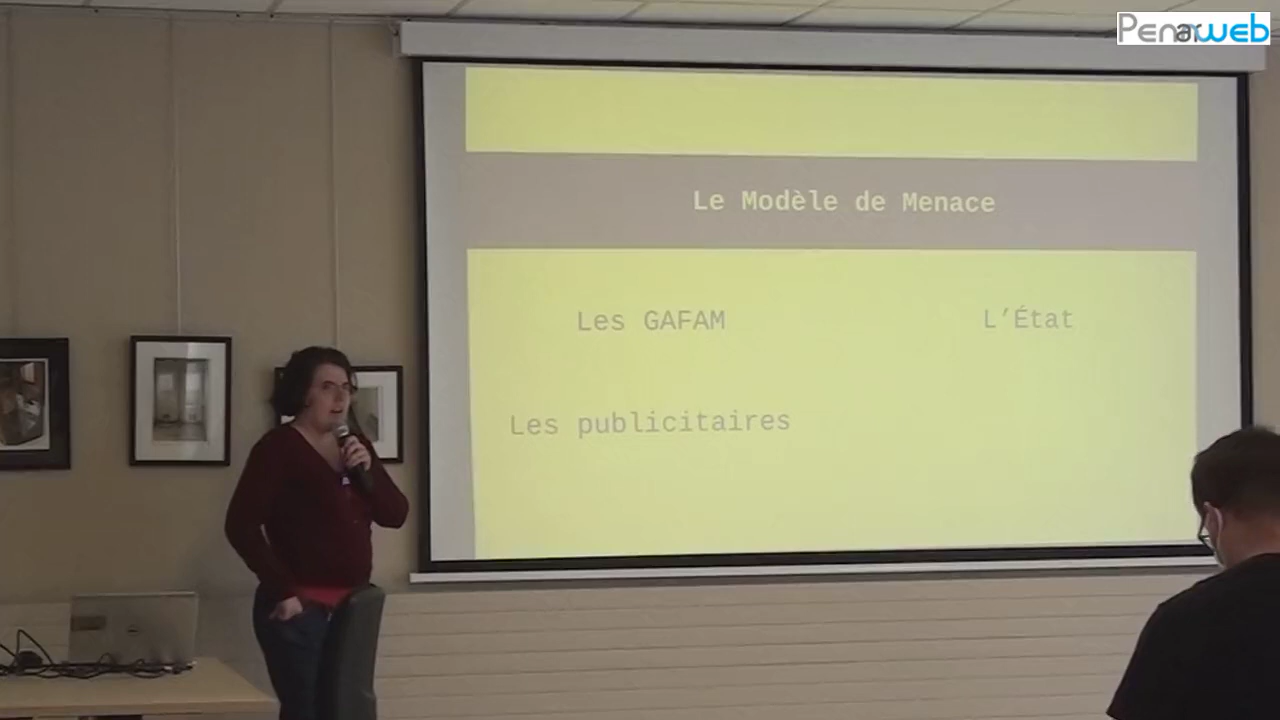 Penarweb
Le Modèle de Menace
Les GAFAM
L’État
Les publicitaires